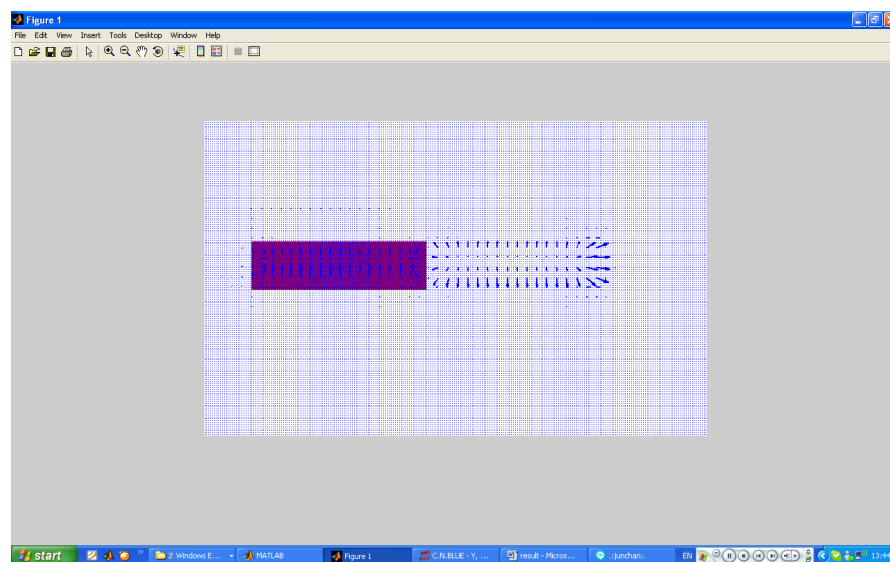 Figure 1
File Edit View Insert Tools Desktop Window Help
start 2 Windows E... MATLAB Figure 1 C.N.BLUE - Y, ... result - Micros... .:junchan:. EN 13:44